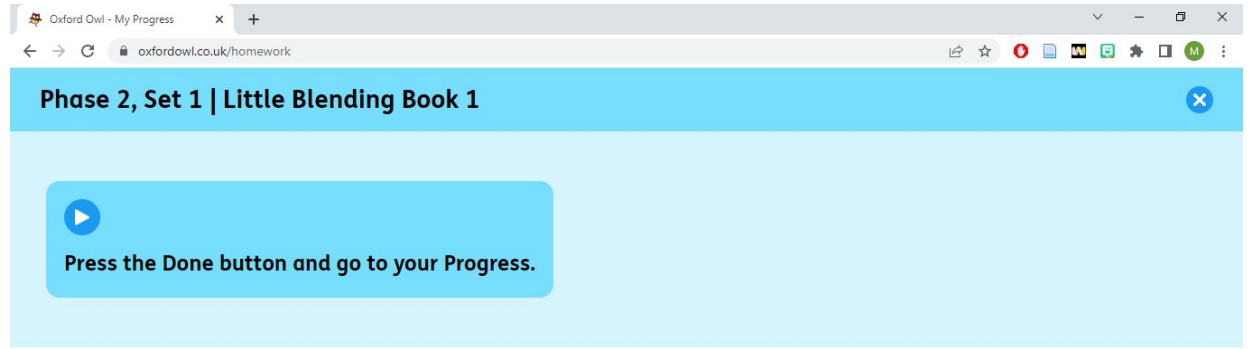 Oxford Owl - My Progress
oxfordowl.co.uk/homework
M
Phase 2, Set 1 | Little Blending Book 1
Press the Done button and go to your Progress.